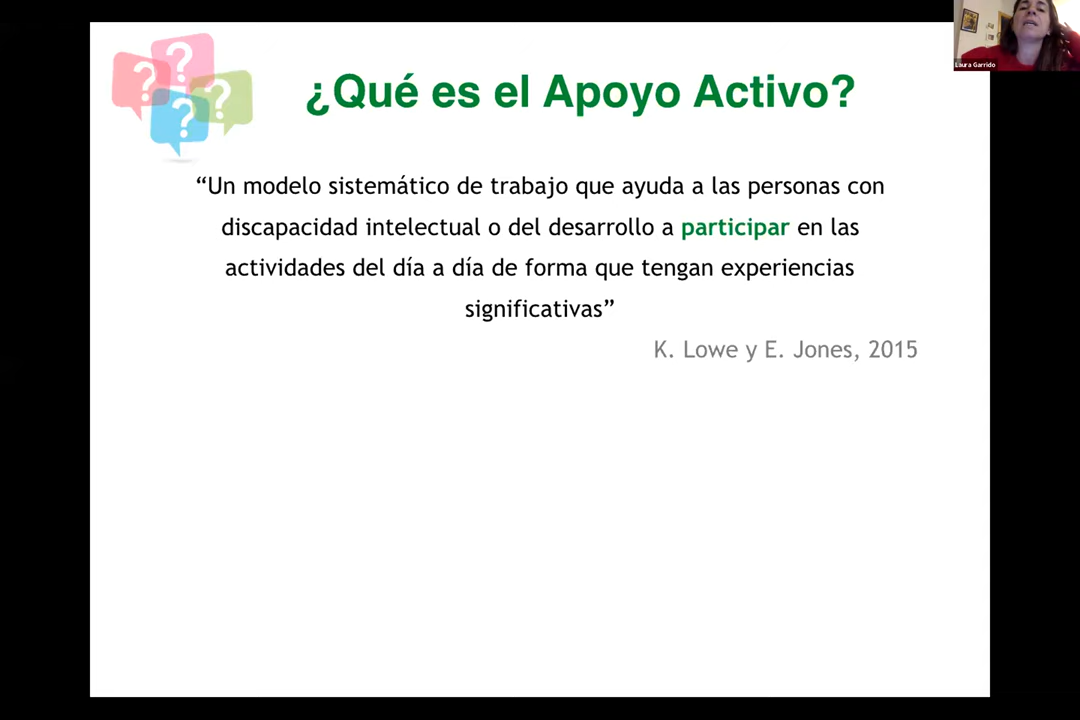 ¿Qué es el Apoyo Activo?
“Un modelo sistemático de trabajo que ayuda a las personas con
discapacidad intelectual o del desarrollo a participar en las
actividades del día a día de forma que tengan experiencias
significativas”
K. Lowe y E. Jones, 2015
Laura Garrido